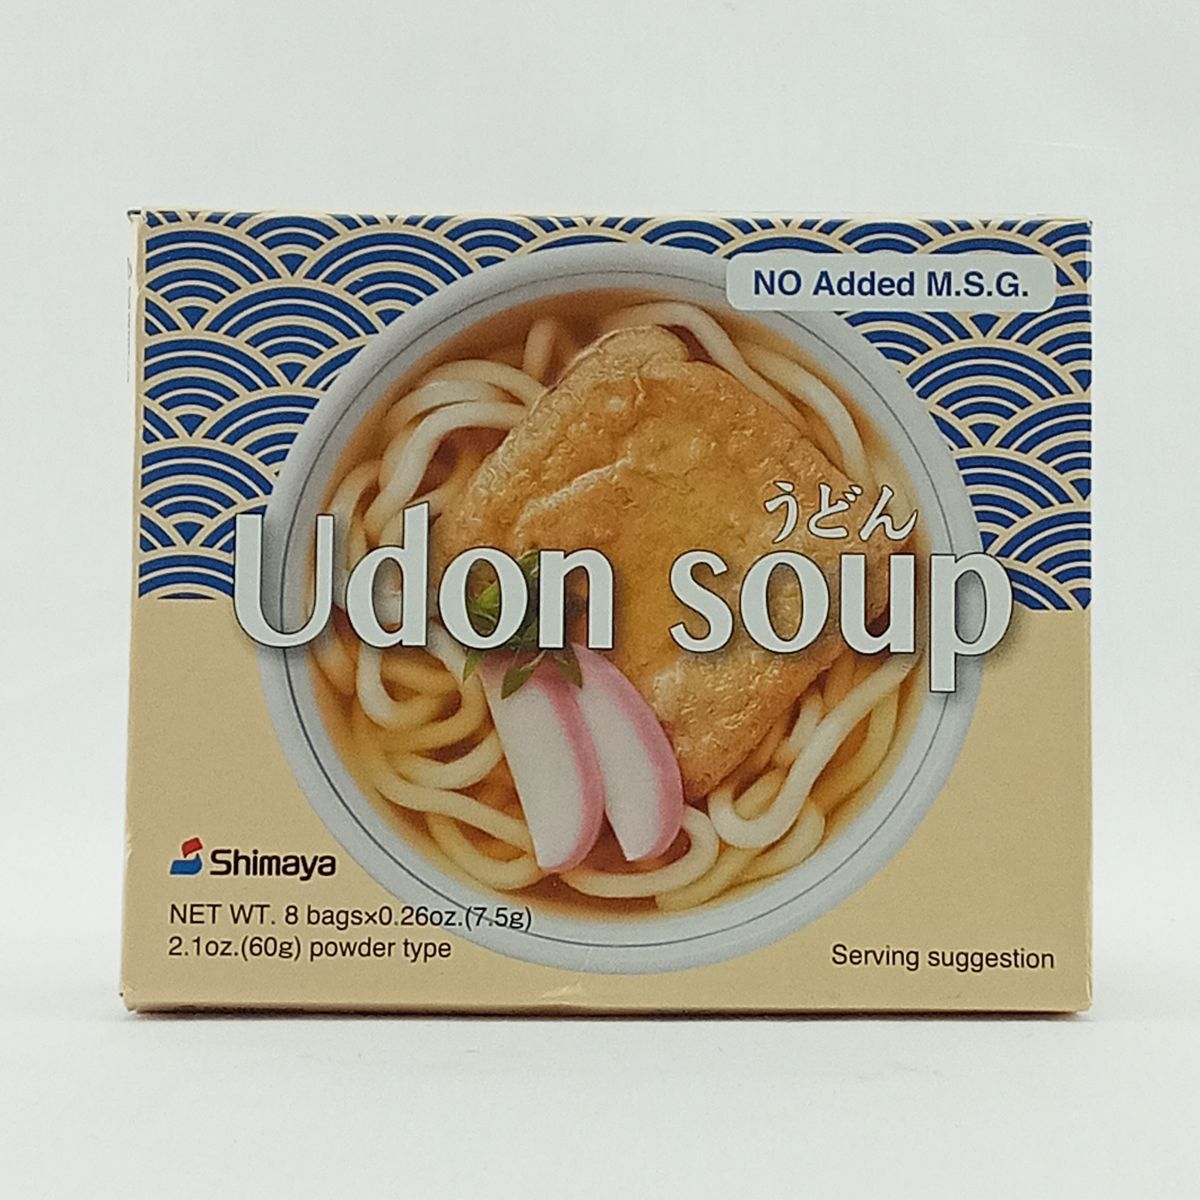 NO Added M.S.G.
うどん
Udon soup
Shimaya
NET WT. 8 bags×0.26oz.(7.5g)
2.1oz.(60g) powder type
Serving suggestion